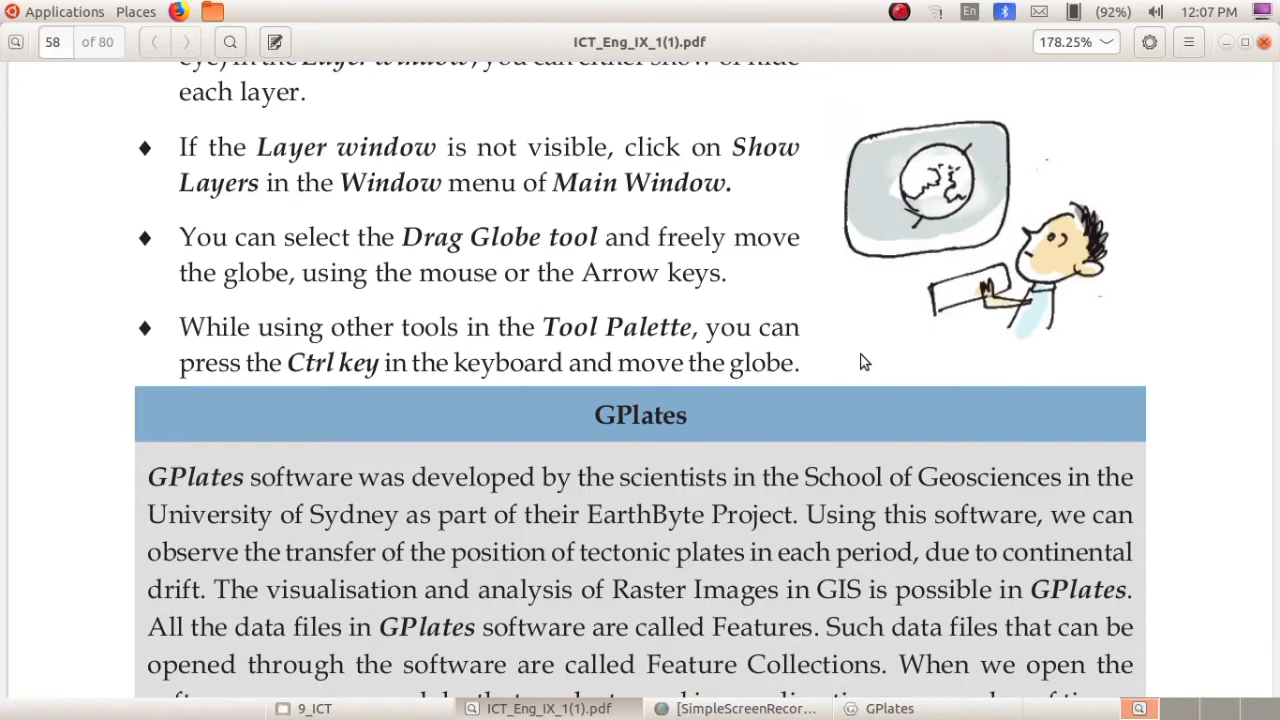 Applications Places En (92%) 12:07 PM
58 of 80 ICT_Eng_IX_1(1).pdf 178.25%
each layer.
♦ If the Layer window is not visible, click on Show
Layers in the Window menu of Main Window.
♦ You can select the Drag Globe tool and freely move
the globe, using the mouse or the Arrow keys.
♦ While using other tools in the Tool Palette, you can
press the Ctrl key in the keyboard and move the globe.
GPlates
GPlates software was developed by the scientists in the School of Geosciences in the
University of Sydney as part of their EarthByte Project. Using this software, we can
observe the transfer of the position of tectonic plates in each period, due to continental
drift. The visualisation and analysis of Raster Images in GIS is possible in GPlates.
All the data files in GPlates software are called Features. Such data files that can be
opened through the software are called Feature Collections. When we open the
9_ICT ICT_Eng_IX_1(1).pdf [SimpleScreenRecor... GPlates